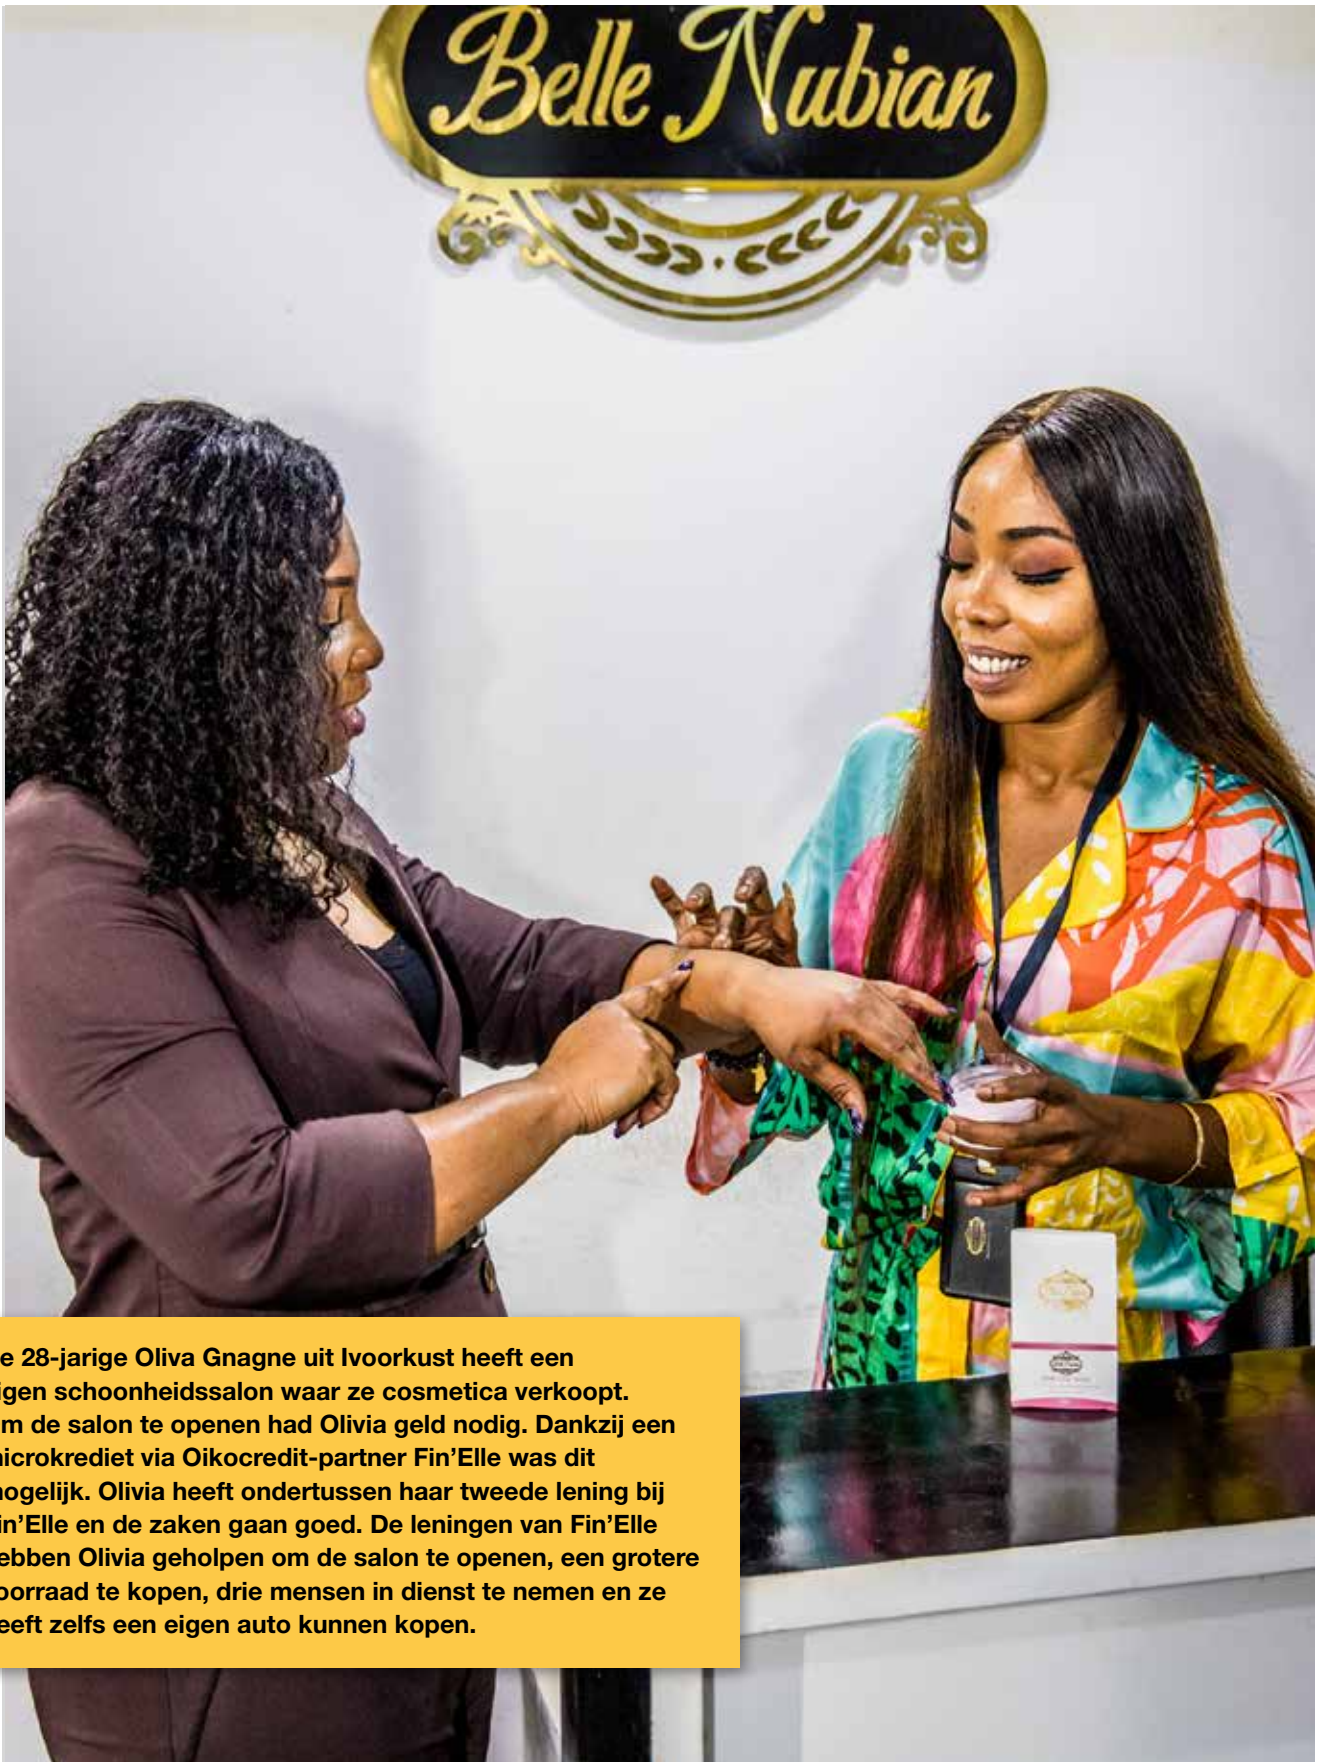 Belle Nubian
e 28-jarige Oliva Gnagne uit Ivoorkust heeft een
igen schoonheidssalon waar ze cosmetica verkoopt.
m de salon te openen had Olivia geld nodig. Dankzij een
icrokrediet via Oikocredit-partner Fin’Elle was dit
ogelijk. Olivia heeft ondertussen haar tweede lening bij
in’Elle en de zaken gaan goed. De leningen van Fin’Elle
ebben Olivia geholpen om de salon te openen, een grotere
oorraad te kopen, drie mensen in dienst te nemen en ze
eeft zelfs een eigen auto kunnen kopen.